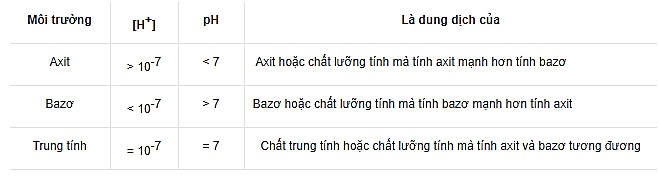 Môi trường [H+] pH Là dung dịch của
Axit > 10-7 < 7 Axit hoặc chất lưỡng tính mà tính axit mạnh hơn tính bazơ
Bazơ < 10-7 > 7 Bazơ hoặc chất lưỡng tính mà tính bazơ mạnh hơn tính axit
Trung tính = 10-7 = 7 Chất trung tính hoặc chất lưỡng tính mà tính axit và bazơ tương đương